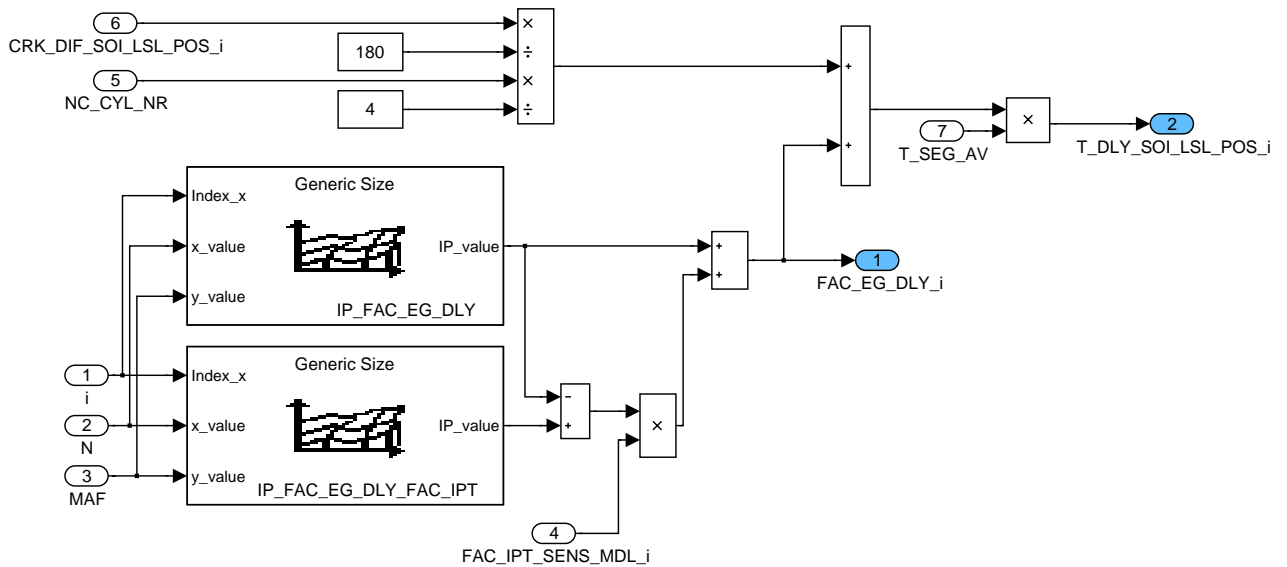 6
CRK_DIF_SOI_LSL_POS_i
180
5
NC_CYL_NR
4
×
÷
×
÷
+
+
7
T_SEG_AV
×
2
T_DLY_SOI_LSL_POS_i
Generic Size
Index_x
x_value
IP_value
y_value
IP_FAC_EG_DLY
+
+
1
FAC_EG_DLY_i
Generic Size
1
i
Index_x
2
N
x_value
IP_value
3
MAF
y_value
IP_FAC_EG_DLY_FAC_IPT
−
+
×
4
FAC_IPT_SENS_MDL_i